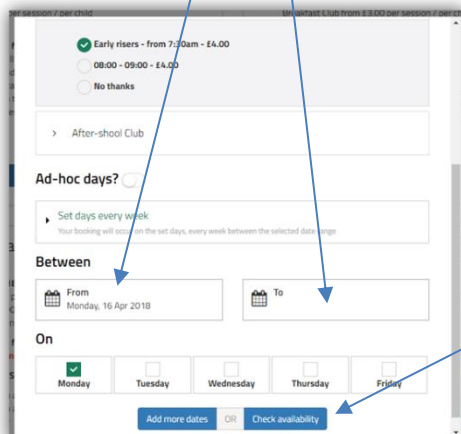 per session / per child
Breakfast Club from £3.00 per session / per ch
Early risers - from 7:30am - £4.00
08:00 - 09:00 - £4.00
No thanks
After-shool Club
Ad-hoc days?
Set days every week
Your booking will occur on the set days, every week between the selected date range
Between
From
Monday, 16 Apr 2018
To
On
Monday Tuesday Wednesday Thursday Friday
Add more dates OR Check availability